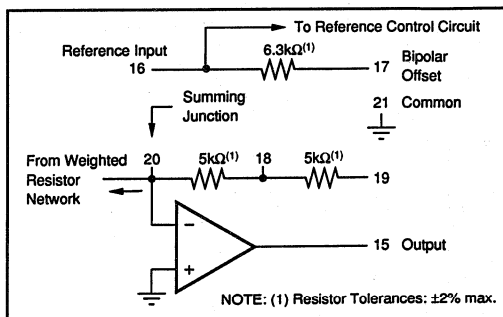 To Reference Control Circuit
Reference Input
16
6.3kΩ(1)
17
Bipolar
Offset
21
Common
Summing
Junction
From Weighted
Resistor
Network
20
5kΩ(1)
18
5kΩ(1)
19
−
+
15
Output
NOTE: (1) Resistor Tolerances: ±2% max.